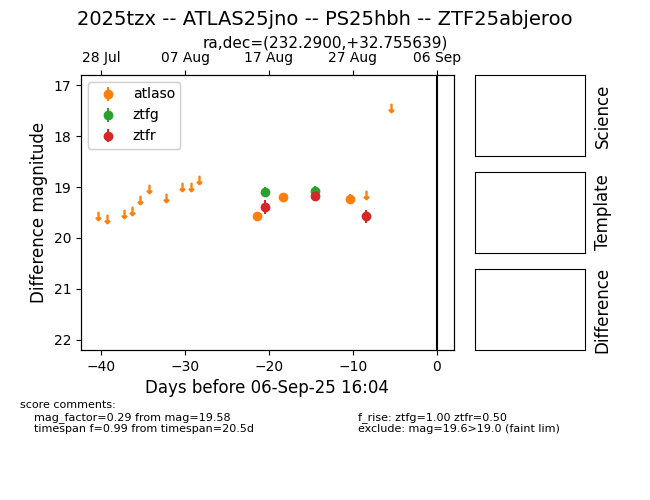 2025tzx -- ATLAS25jno -- PS25hbh -- ZTF25abjeroo
ra,dec=(232.2900,+32.755639)
28 Jul 07 Aug 17 Aug 27 Aug 06 Sep
atlaso
ztfg
ztfr
17
18
19
20
21
22
Difference magnitude
−40 −30 −20 −10 0
Days before 06-Sep-25 16:04
Science
Template
Difference
score comments:
mag_factor=0.29 from mag=19.58
timespan f=0.99 from timespan=20.5d
f_rise: ztfg=1.00 ztfr=0.50
exclude: mag=19.6>19.0 (faint lim)